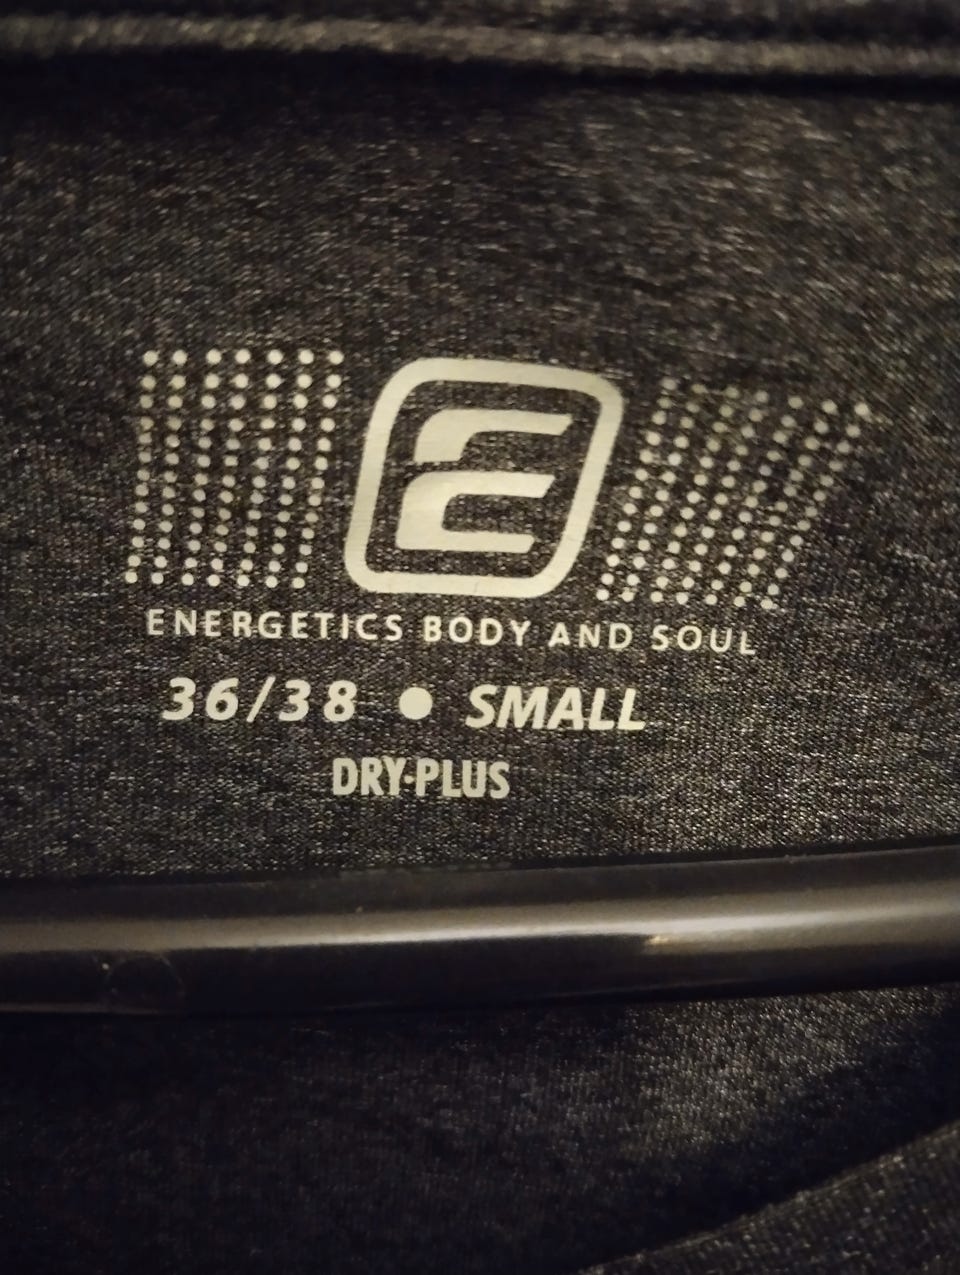 E
ENERGETICS BODY AND SOUL
36/38 ● SMALL
DRY-PLUS